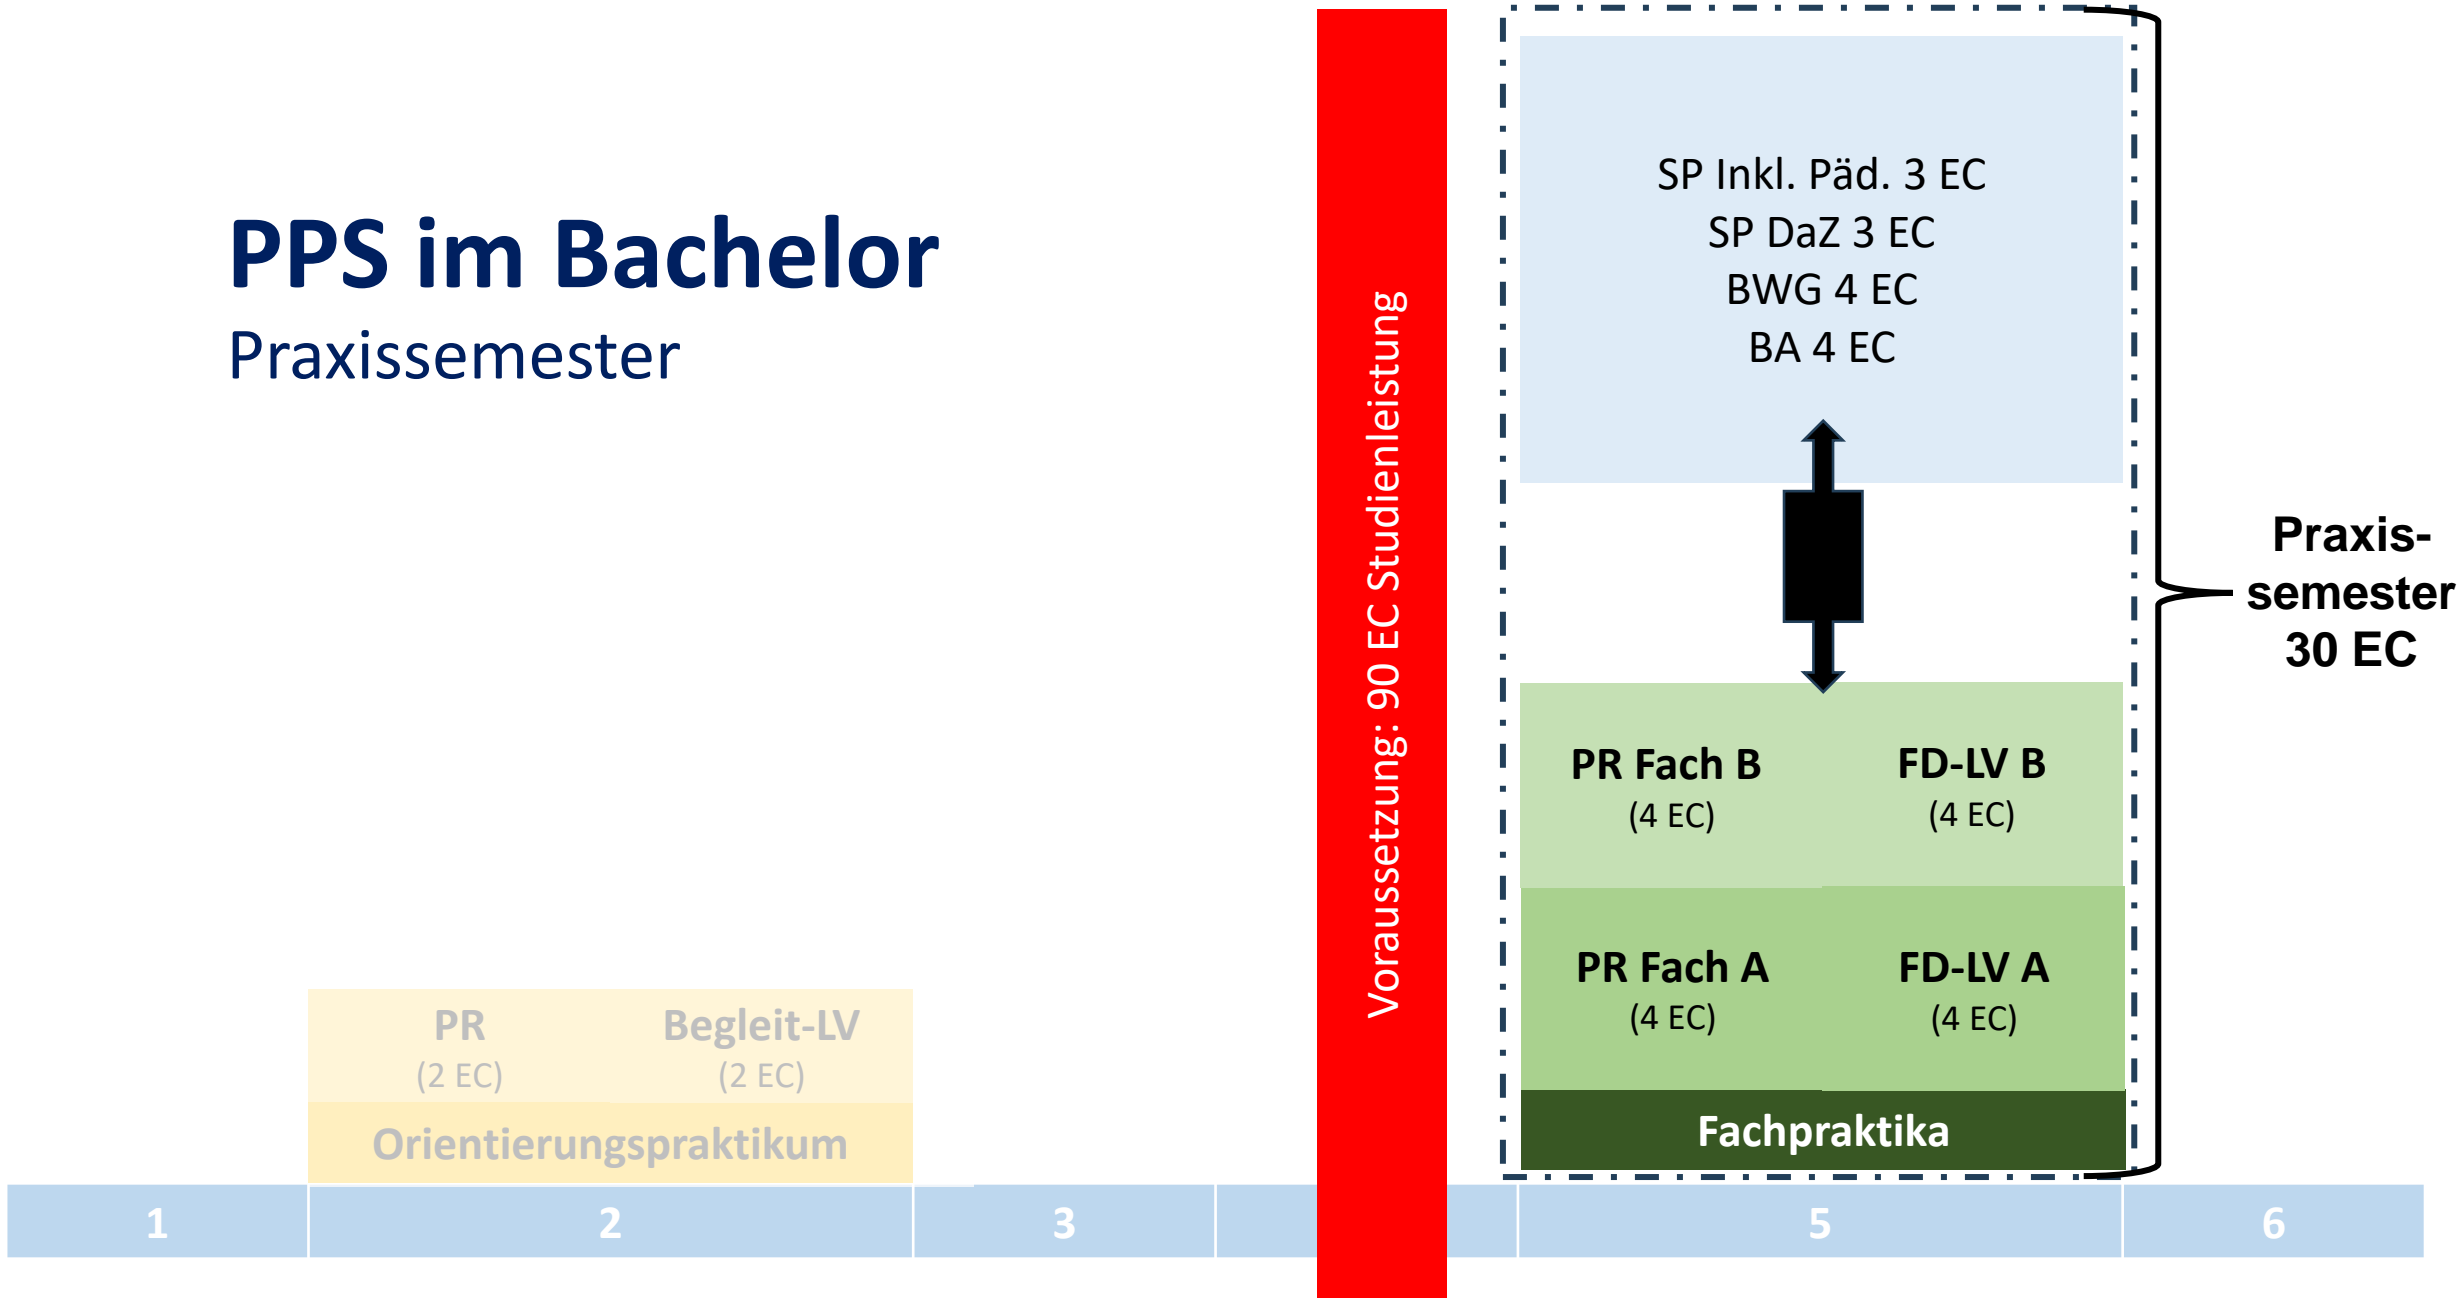 PPS im Bachelor
Praxissemester
Voraussetzung: 90 EC Studienleistung
SP Inkl. Päd. 3 EC
SP DaZ 3 EC
BWG 4 EC
BA 4 EC
Praxis-
semester
30 EC
PR Fach B
(4 EC)
FD-LV B
(4 EC)
PR Fach A
(4 EC)
FD-LV A
(4 EC)
Fachpraktika
PR
(2 EC)
Begleit-LV
(2 EC)
Orientierungspraktikum
1
2
3
5
6